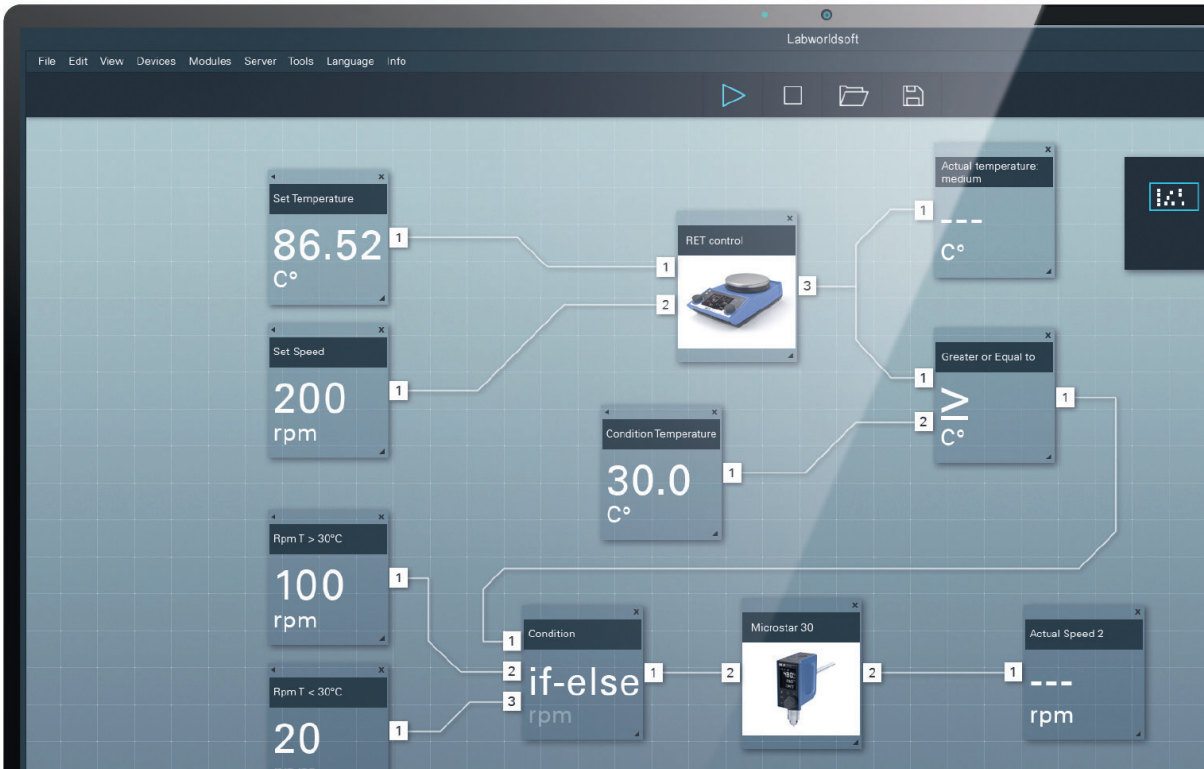 Labworldsoft
File Edit View Devices Modules Server Tools Language Info
Set Temperature
86.52
C°
1
Set Speed
200
rpm
1
RET control
1
2
3
Actual temperature:
medium
1
---
C°
Greater or Equal to
1
2
≥
C°
1
Condition Temperature
30.0
C°
1
Rpm T > 30°C
100
rpm
1
Rpm T < 30°C
20
1
Condition
1
2
3
if-else
rpm
1
Microstar 30
2
2
Actual Speed 2
1
---
rpm